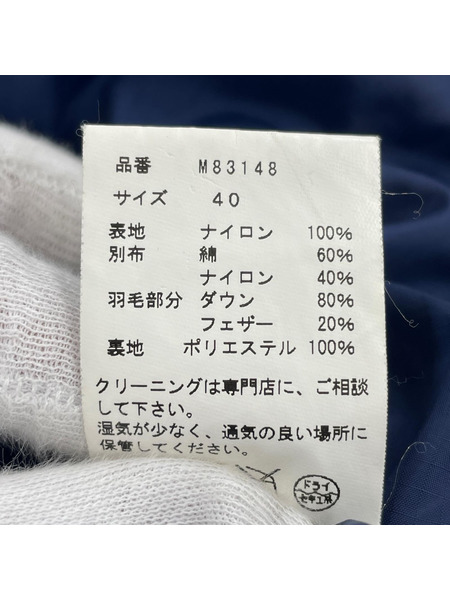 品番 M83148
サイズ 40
表地 ナイロン 100%
別布 綿 60%
ナイロン 40%
羽毛部分 ダウン 80%
フェザー 20%
裏地 ポリエステル 100%
クリーニングは専門店に、ご相談
して下さい。
湿気が少なく、通気の良い場所に
保管してください。
ドライ
セキユ系